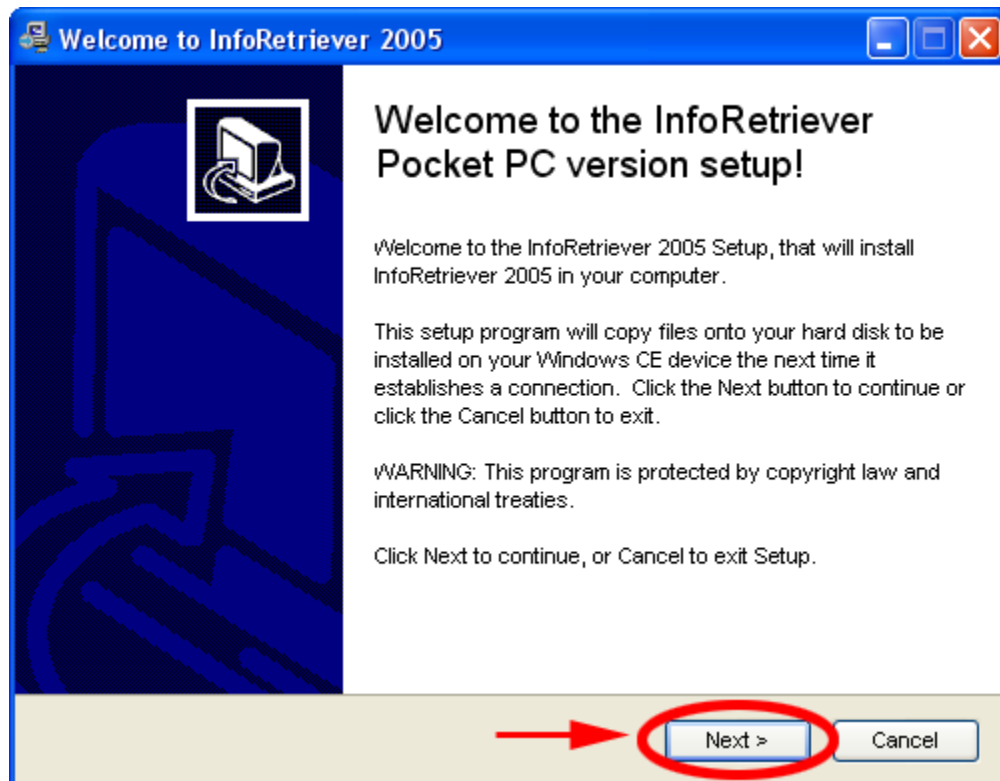 Welcome to InfoRetriever 2005
Welcome to the InfoRetriever
Pocket PC version setup!
Welcome to the InfoRetriever 2005 Setup, that will install
InfoRetriever 2005 in your computer.
This setup program will copy files onto your hard disk to be
installed on your Windows CE device the next time it
establishes a connection.  Click the Next button to continue or
click the Cancel button to exit.
WARNING: This program is protected by copyright law and
international treaties.
Click Next to continue, or Cancel to exit Setup.
Next >
Cancel